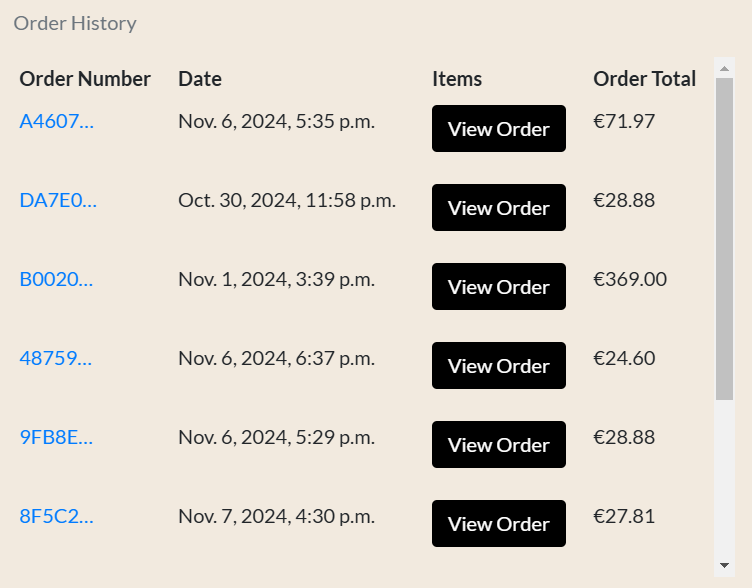 Order History
Order Number Date Items Order Total
A4607... Nov. 6, 2024, 5:35 p.m. View Order €71.97
DA7E0... Oct. 30, 2024, 11:58 p.m. View Order €28.88
B0020... Nov. 1, 2024, 3:39 p.m. View Order €369.00
48759... Nov. 6, 2024, 6:37 p.m. View Order €24.60
9FB8E... Nov. 6, 2024, 5:29 p.m. View Order €28.88
8F5C2... Nov. 7, 2024, 4:30 p.m. View Order €27.81